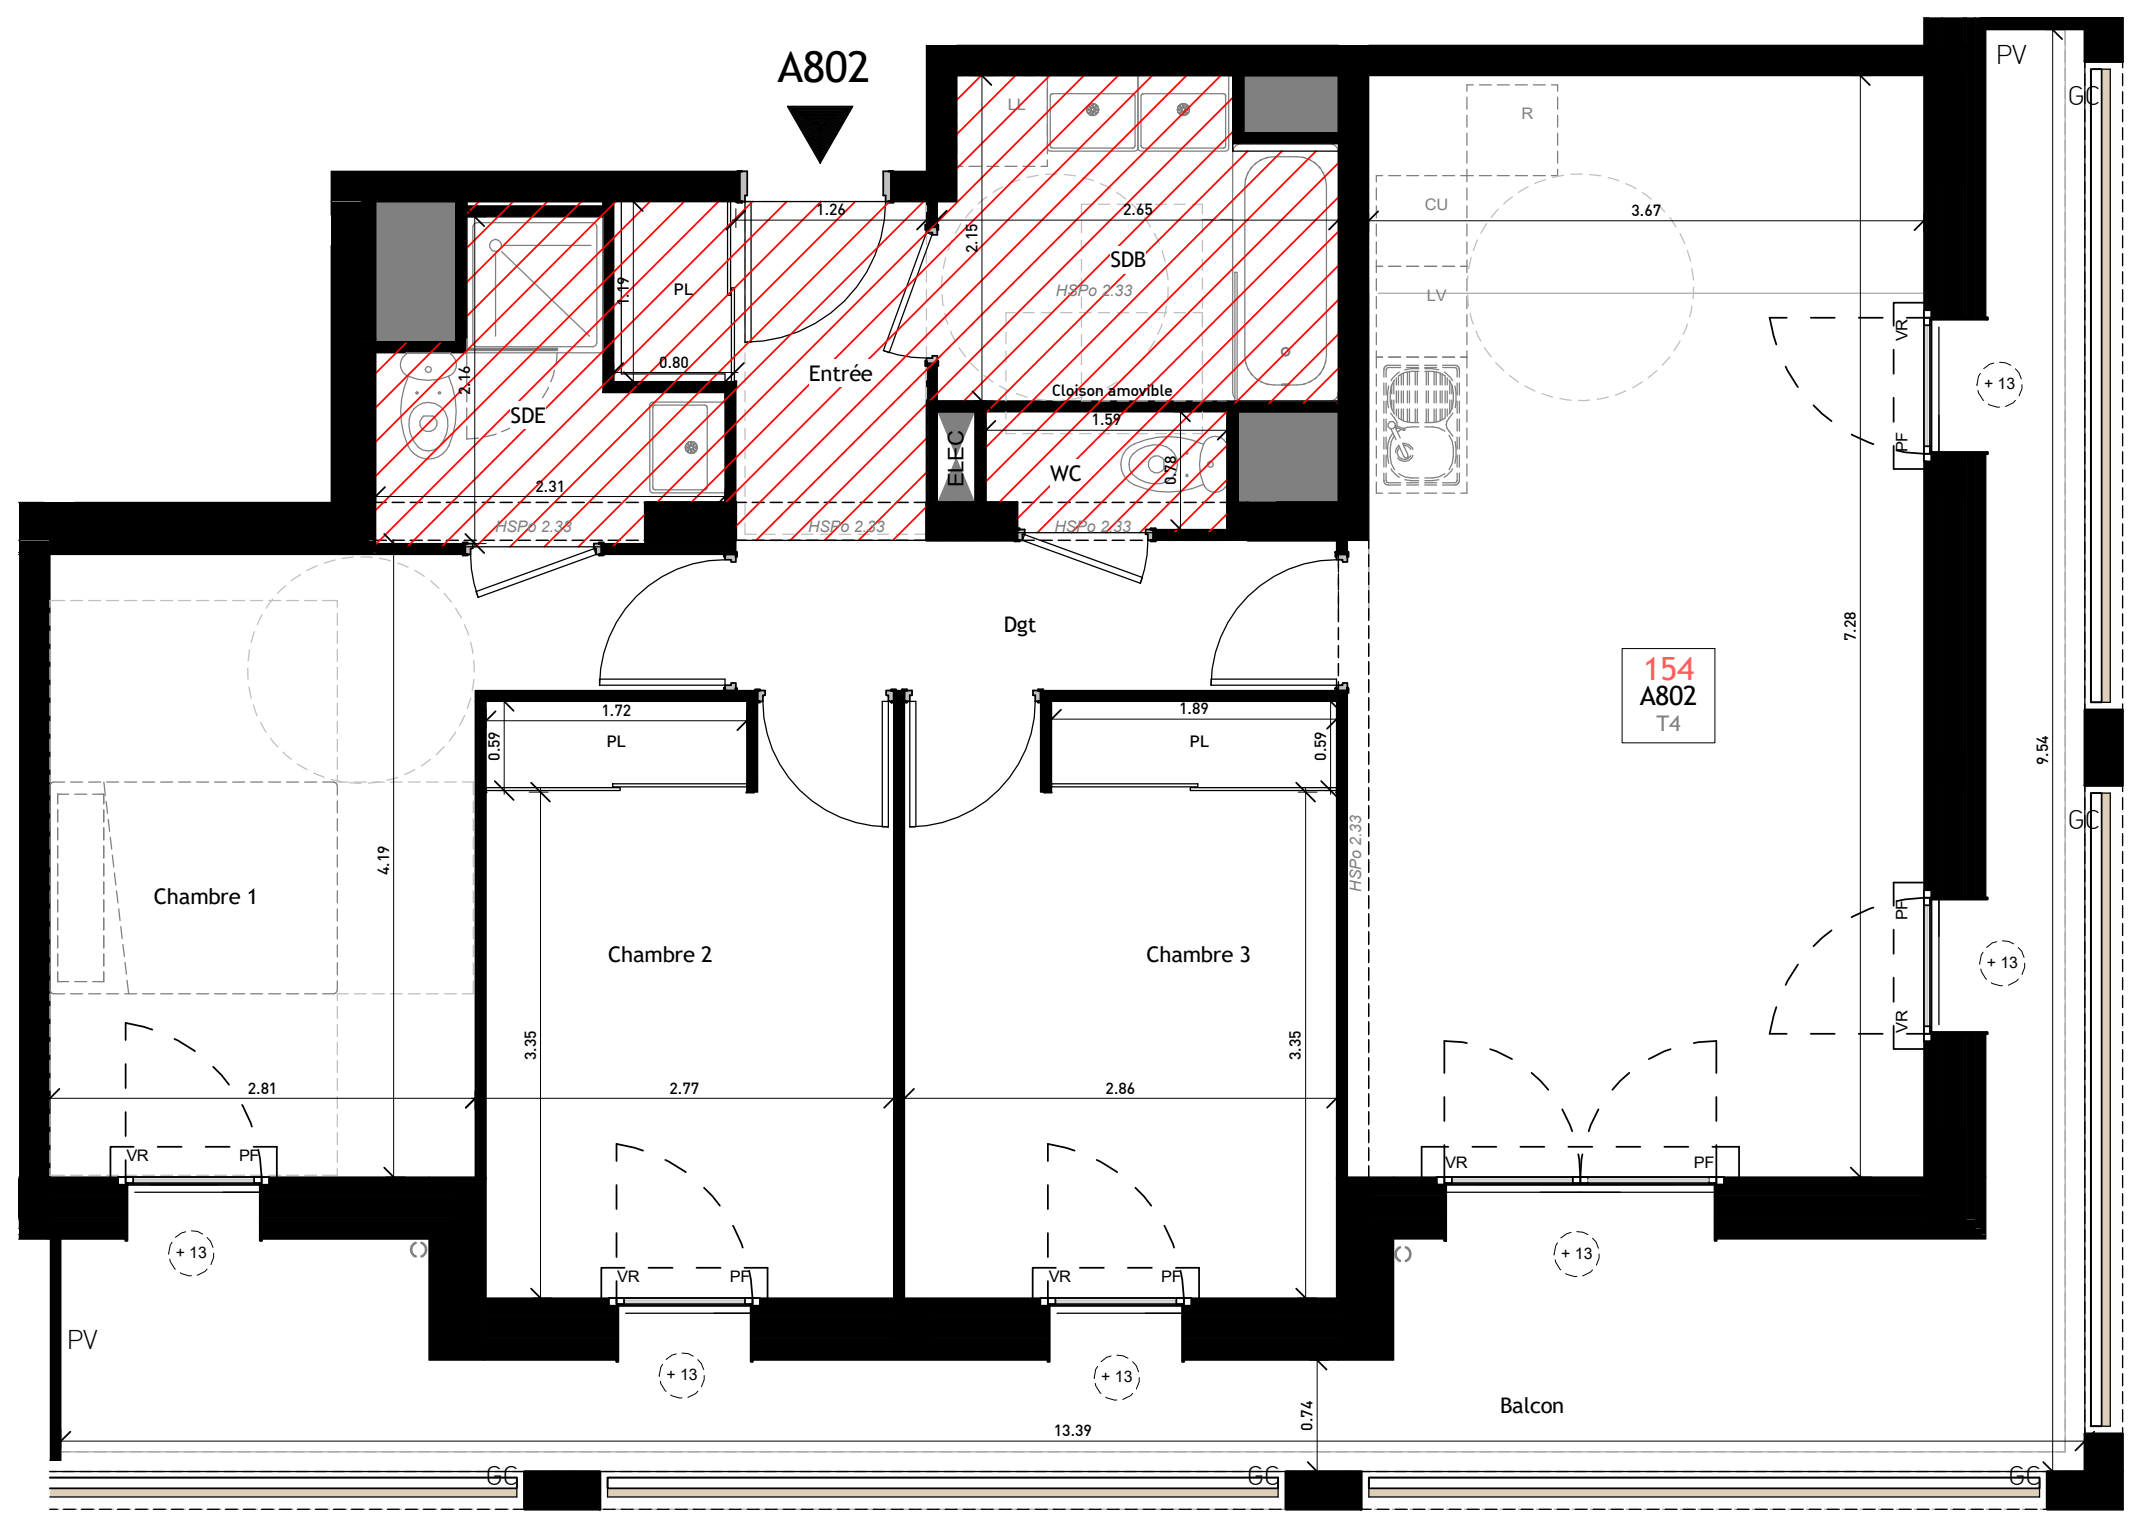 A802
PV
GC
LL
R
1.26
2.65
3.67
CU
2.15
SDB
HSPo 2.33
PL
1.19
LV
VR
0.80
Entrée
+ 13
2.16
Cloison amovible
SDE
1.59
PF
ELEC
WC
0.78
2.31
HSPo 2.33
HSPo 2.33
HSPo 2.33
Dgt
7.28
154
A802
T4
1.72
1.89
PL
PL
0.59
0.59
9.54
GC
HSPo 2.33
4.19
Chambre 1
PF
Chambre 2
Chambre 3
+ 13
VR
3.35
3.35
2.81
2.77
2.86
VR
PF
VR
PF
+ 13
+ 13
VR
PF
VR
PF
PV
+ 13
+ 13
Balcon
0.74
13.39
GC
GC
GC